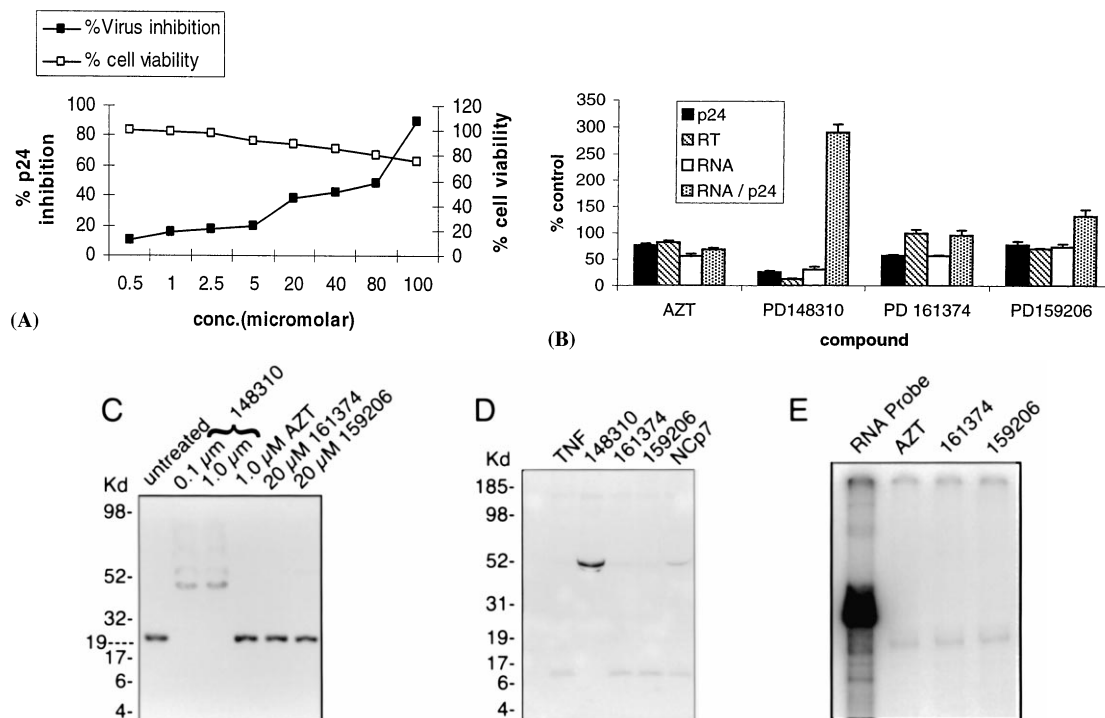 %Virus inhibition
% cell viability
100
80
60
40
20
0
% p24
inhibition
120
100
80
60
40
20
0
% cell viability
0.5 1 2.5 5 20 40 80 100
conc.(micromolar)
(A)
350
300
250
200
150
100
50
0
% control
p24
RT
RNA
RNA / p24
AZT PD148310 PD 161374 PD159206
compound
(B)
C
148310
untreated
0.1 µm
1.0 µm
1.0 µM AZT
20 µM 161374
20 µM 159206
Kd
98-
52-
32-
19----
17-
6-
4-
D
TNF
148310
161374
159206
NCp7
Kd
185-
98-
52-
31-
19-
17-
6-
4-
E
RNA Probe
AZT
161374
159206